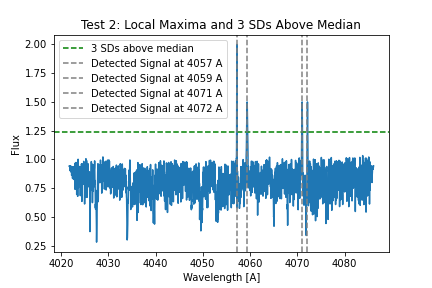 Test 2: Local Maxima and 3 SDs Above Median
2.00
1.75
1.50
1.25
1.00
0.75
0.50
0.25
Flux
3 SDs above median
Detected Signal at 4057 A
Detected Signal at 4059 A
Detected Signal at 4071 A
Detected Signal at 4072 A
4020 4030 4040 4050 4060 4070 4080
Wavelength [A]